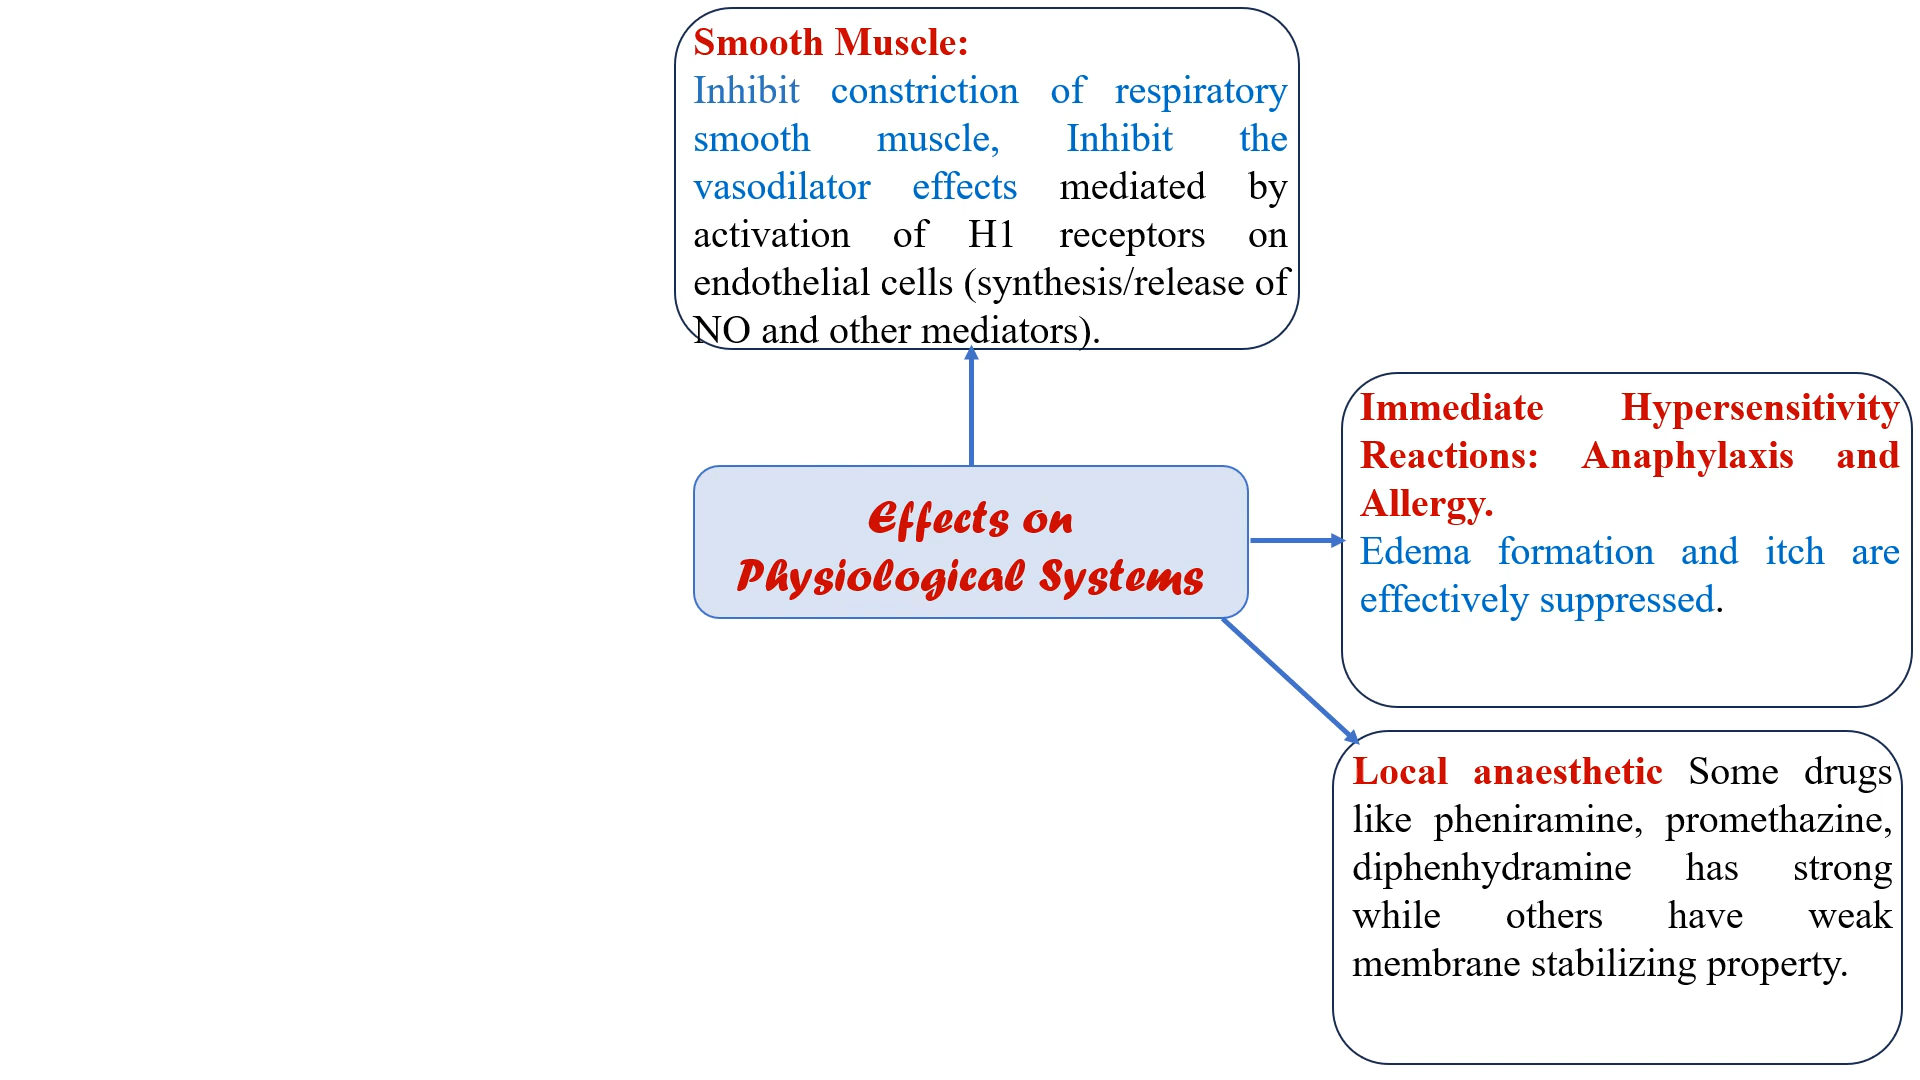 Smooth Muscle:
Inhibit constriction of respiratory
smooth muscle, Inhibit the
vasodilator effects mediated by
activation of H1 receptors on
endothelial cells (synthesis/release of
NO and other mediators).
Effects on
Physiological Systems
Immediate Hypersensitivity
Reactions: Anaphylaxis and
Allergy.
Edema formation and itch are
effectively suppressed.
Local anaesthetic Some drugs
like pheniramine, promethazine,
diphenhydramine has strong
while others have weak
membrane stabilizing property.